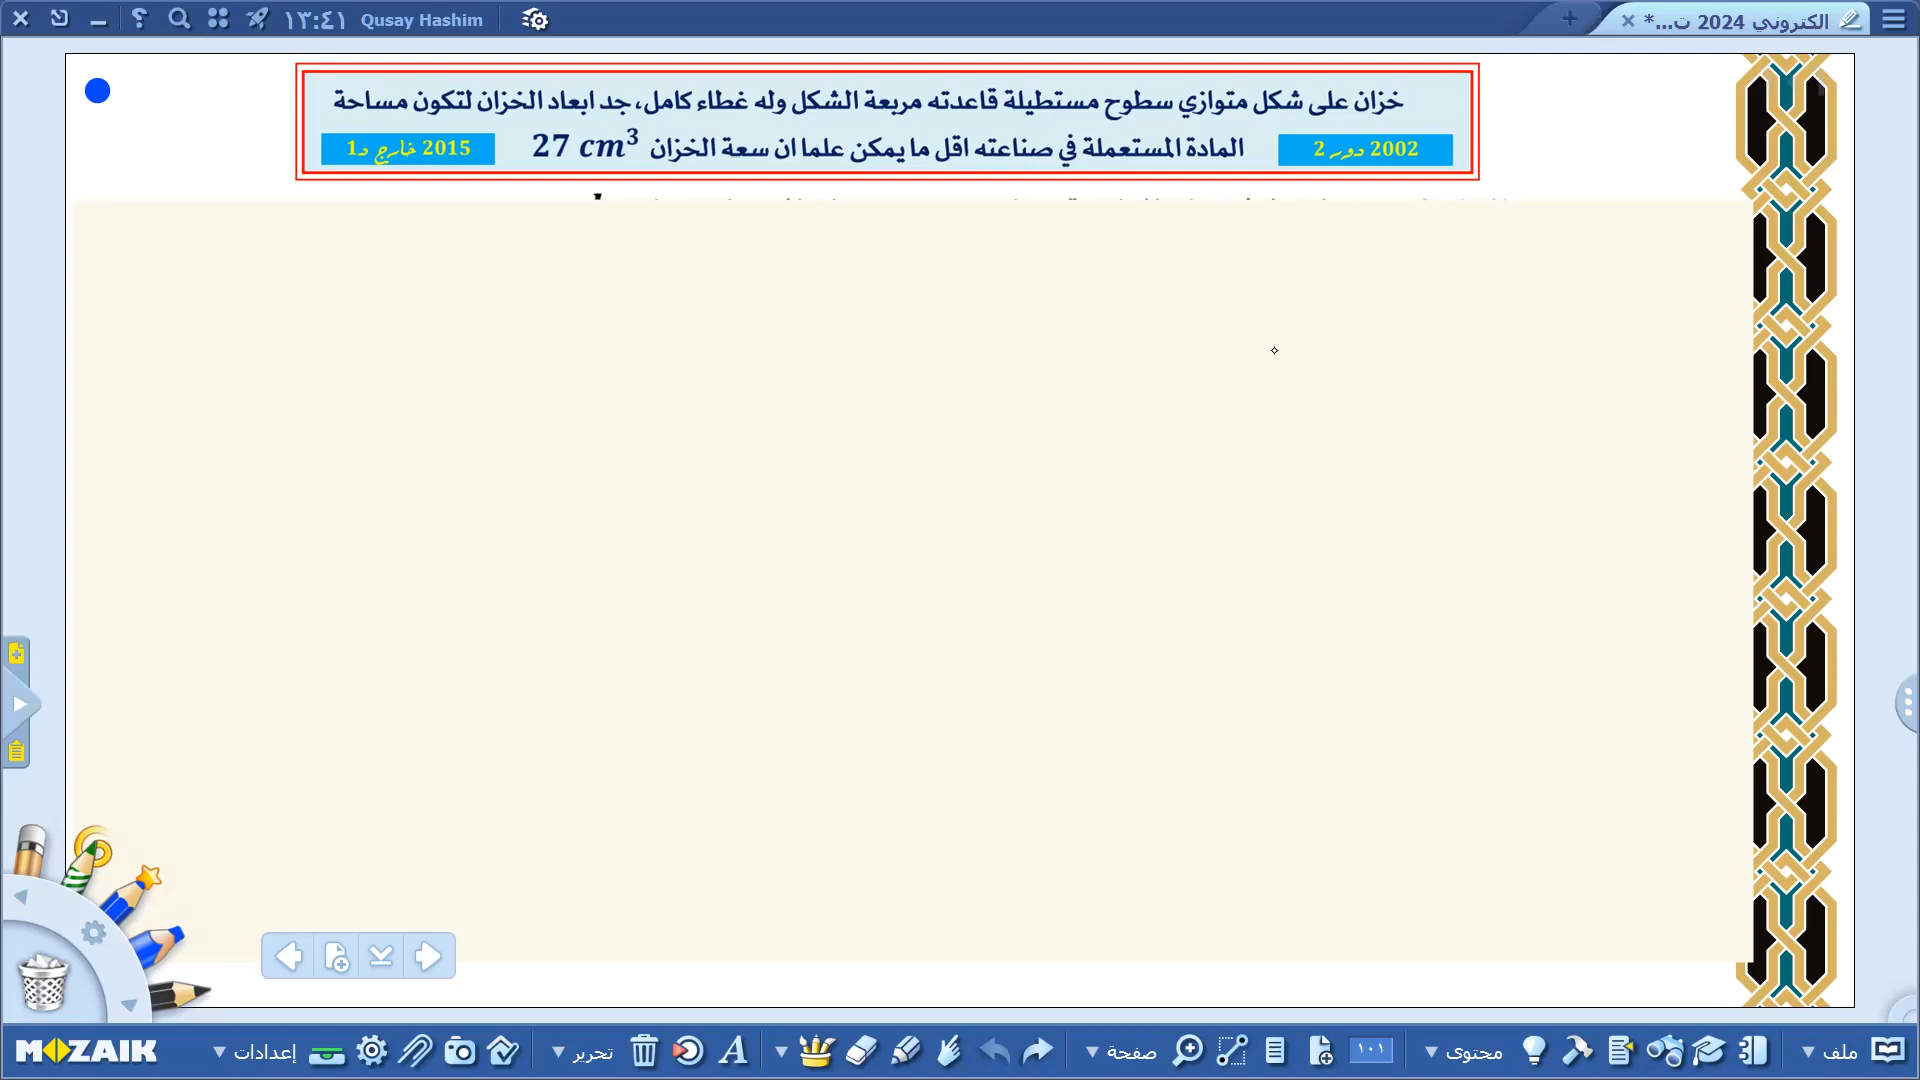 الكتروني 2024 ت...*
Qusay Hashim
١٣:٤١
خزان على شكل متوازي سطوح مستطيلة قاعدته مربعة الشكل وله غطاء كامل، جد ابعاد الخزان لتكون مساحة
المادة المستعملة في صناعته اقل ما يمكن علما ان سعة الخزان 27 cm³
2002 دور 2
2015 خارج د1
ملف
محتوى
١٠١
صفحة
تحرير
إعدادات
MOZAIK